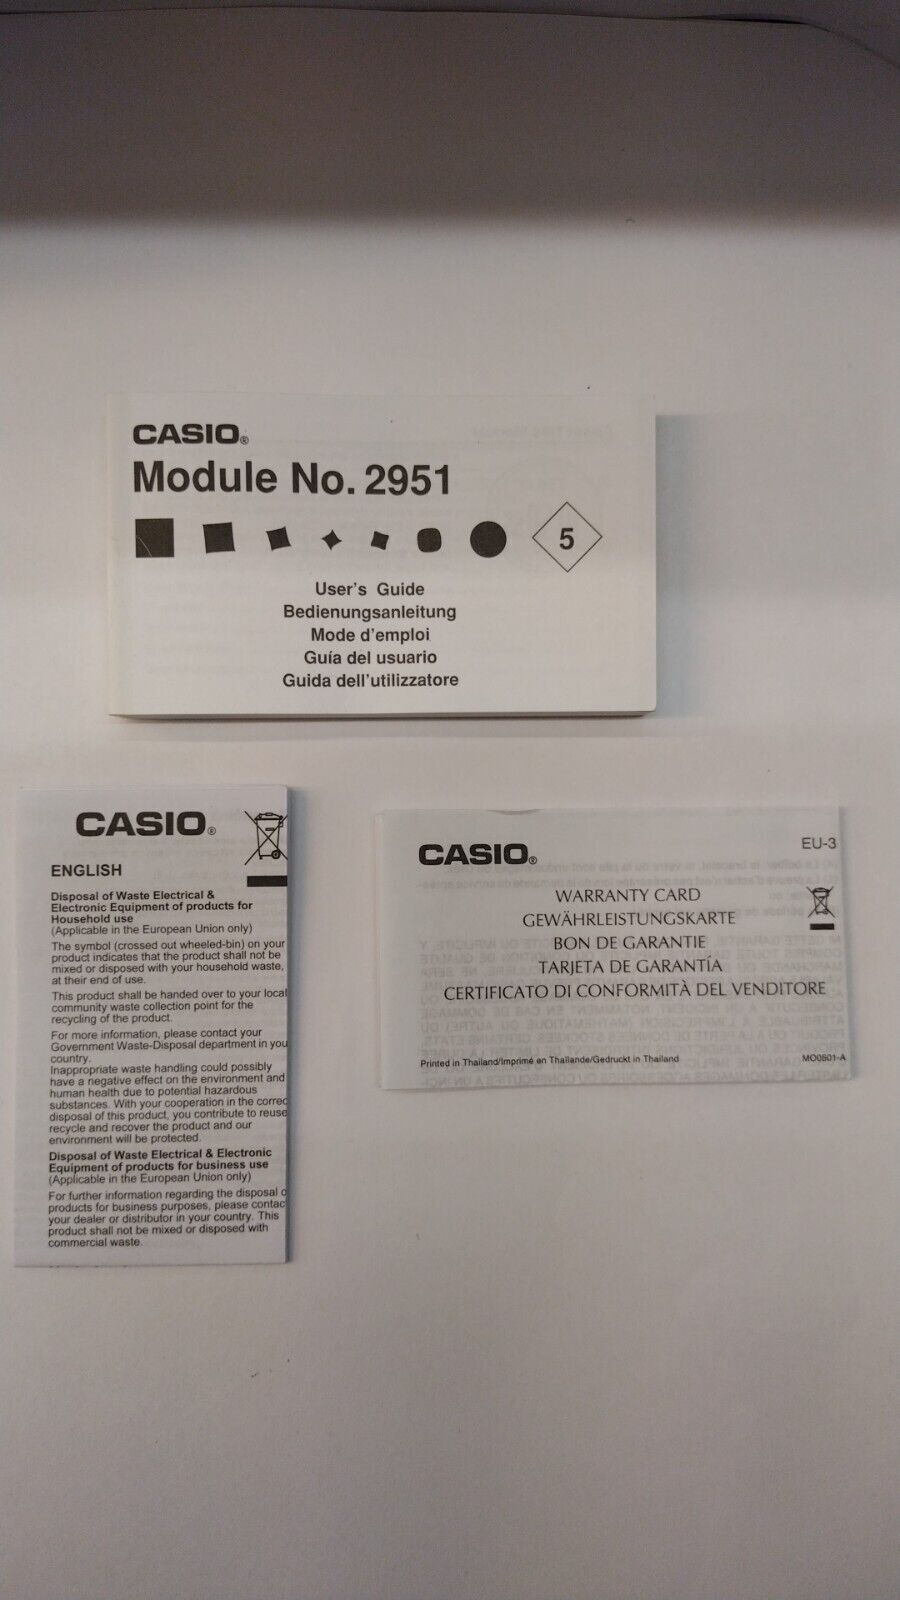 CASIO®
Module No. 2951
5
User's Guide
Bedienungsanleitung
Mode d'emploi
Guía del usuario
Guida dell'utilizzatore
CASIO®
ENGLISH
Disposal of Waste Electrical &
Electronic Equipment of products for
Household use
(Applicable in the European Union only)
The symbol (crossed out wheeled-bin) on your
product indicates that the product shall not be
mixed or disposed with your household waste,
at their end of use.
This product shall be handed over to your local
community waste collection point for the
recycling of the product.
For more information, please contact your
Government Waste-Disposal department in you
country.
Inappropriate waste handling could possibly
have a negative effect on the environment and
human health due to potential hazardous
substances. With your cooperation in the correc
disposal of this product, you contribute to reuse
recycle and recover the product and our
environment will be protected.
Disposal of Waste Electrical & Electronic
Equipment of products for business use
(Applicable in the European Union only)
For further information regarding the disposal o
products for business purposes, please contac
your dealer or distributor in your country. This
product shall not be mixed or disposed with
commercial waste.
EU-3
CASIO®
WARRANTY CARD
GEWÄHRLEISTUNGSKARTE
BON DE GARANTIE
TARJETA DE GARANTÍA
CERTIFICATO DI CONFORMITÀ DEL VENDITORE
Printed in Thailand/Imprimé en Thaïlande/Gedruckt in Thailand
MO0801-A